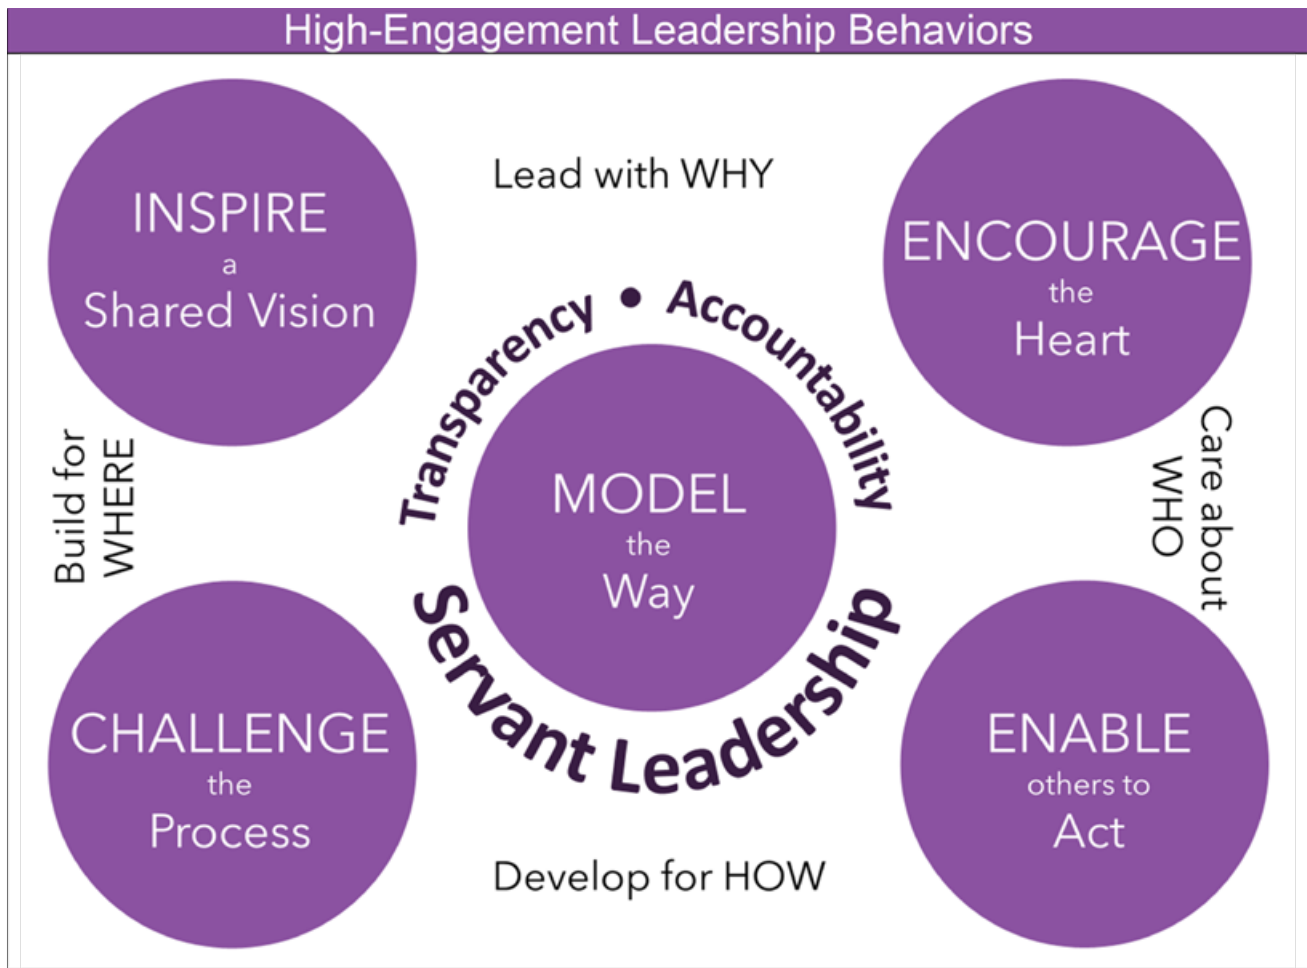 High-Engagement Leadership Behaviors
INSPIRE
a
Shared Vision
Lead with WHY
ENCOURAGE
the
Heart
Transparency • Accountability
Build for
WHERE
MODEL
the
Way
Care about
WHO
Servant Leadership
CHALLENGE
the
Process
ENABLE
others to
Act
Develop for HOW